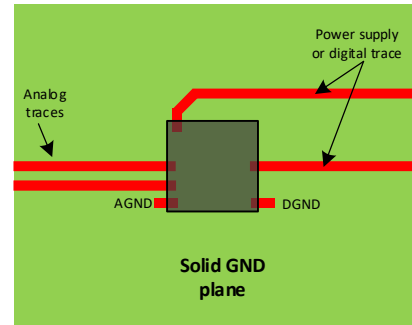 Power supply
or digital trace
Analog
traces
AGND
DGND
Solid GND
plane